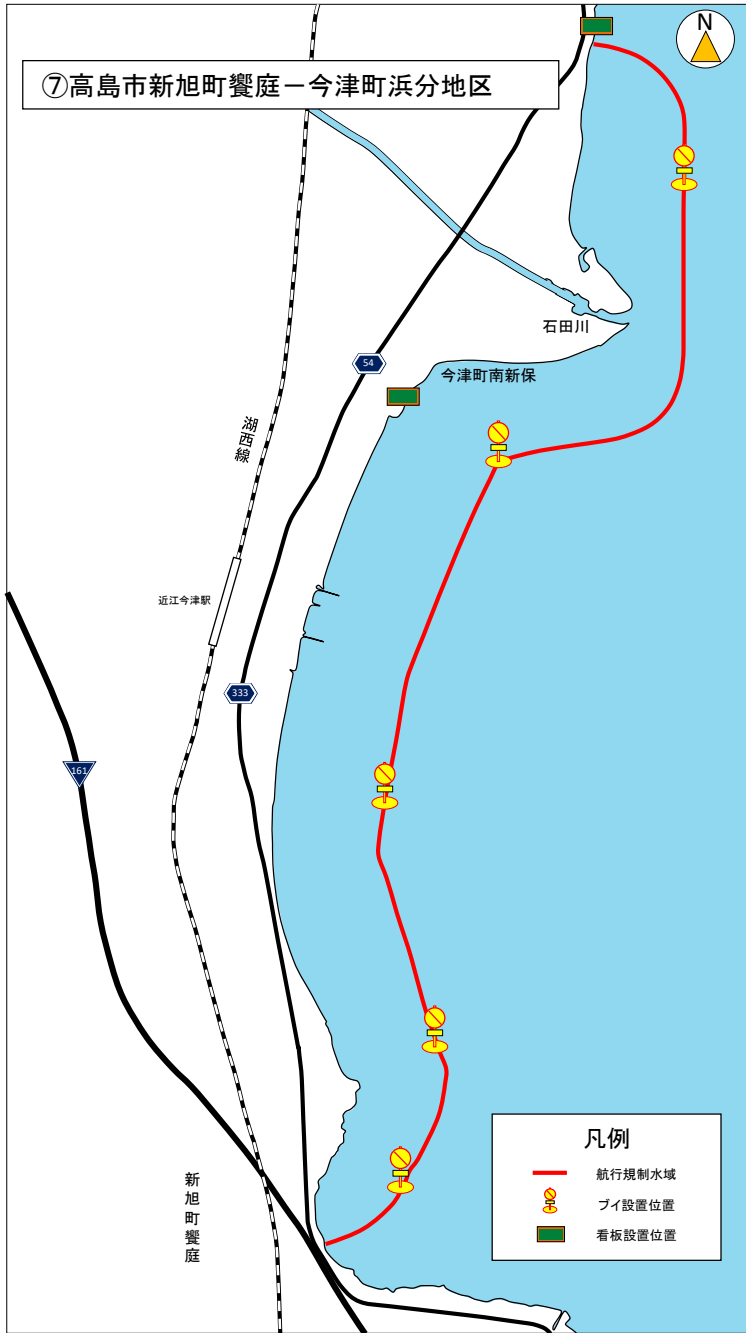 N
⑦高島市新旭町饗庭－今津町浜分地区
石田川
54
今津町南新保
湖西線
近江今津駅
333
161
新旭町饗庭
凡例
航行規制水域
ブイ設置位置
看板設置位置